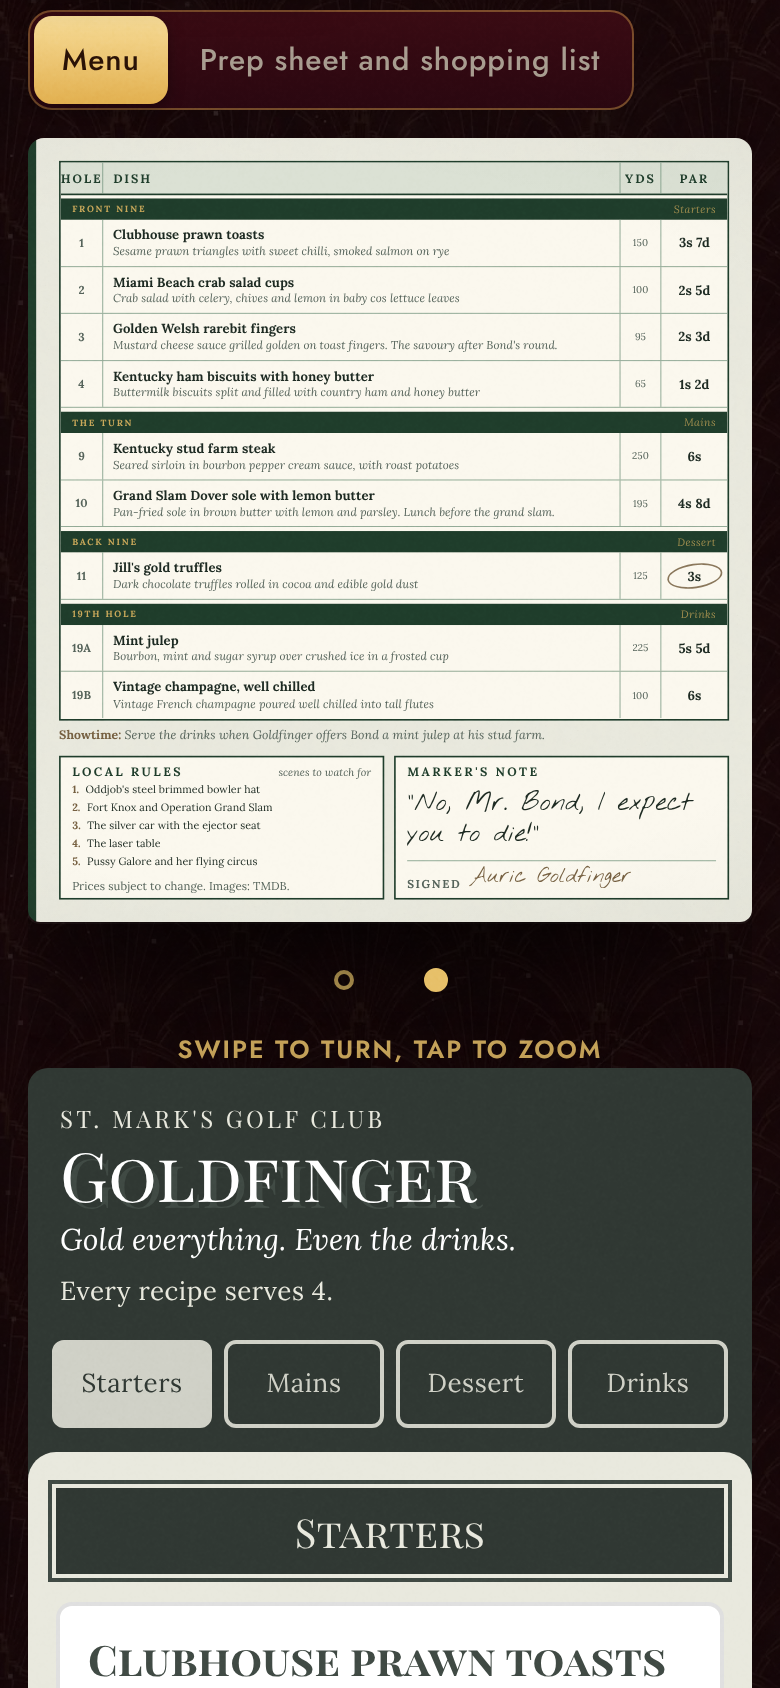 Menu
Prep sheet and shopping list
HOLE DISH YDS PAR
FRONT NINE Starters
1 Clubhouse prawn toasts 150 3s 7d
Sesame prawn triangles with sweet chilli, smoked salmon on rye
2 Miami Beach crab salad cups 100 2s 5d
Crab salad with celery, chives and lemon in baby cos lettuce leaves
3 Golden Welsh rarebit fingers 95 2s 3d
Mustard cheese sauce grilled golden on toast fingers. The savoury after Bond's round.
4 Kentucky ham biscuits with honey butter 65 1s 2d
Buttermilk biscuits split and filled with country ham and honey butter
THE TURN Mains
9 Kentucky stud farm steak 250 6s
Seared sirloin in bourbon pepper cream sauce, with roast potatoes
10 Grand Slam Dover sole with lemon butter 195 4s 8d
Pan-fried sole in brown butter with lemon and parsley. Lunch before the grand slam.
BACK NINE Dessert
11 Jill's gold truffles 125 3s
Dark chocolate truffles rolled in cocoa and edible gold dust
19TH HOLE Drinks
19A Mint julep 225 5s 5d
Bourbon, mint and sugar syrup over crushed ice in a frosted cup
19B Vintage champagne, well chilled 100 6s
Vintage French champagne poured well chilled into tall flutes
Showtime: Serve the drinks when Goldfinger offers Bond a mint julep at his stud farm.
LOCAL RULES scenes to watch for
1. Oddjob's steel brimmed bowler hat
2. Fort Knox and Operation Grand Slam
3. The silver car with the ejector seat
4. The laser table
5. Pussy Galore and her flying circus
Prices subject to change. Images: TMDB.
MARKER'S NOTE
"No, Mr. Bond, I expect
you to die!"
SIGNED Auric Goldfinger
SWIPE TO TURN, TAP TO ZOOM
ST. MARK'S GOLF CLUB
GOLDFINGER
Gold everything. Even the drinks.
Every recipe serves 4.
Starters Mains Dessert Drinks
STARTERS
CLUBHOUSE PRAWN TOASTS